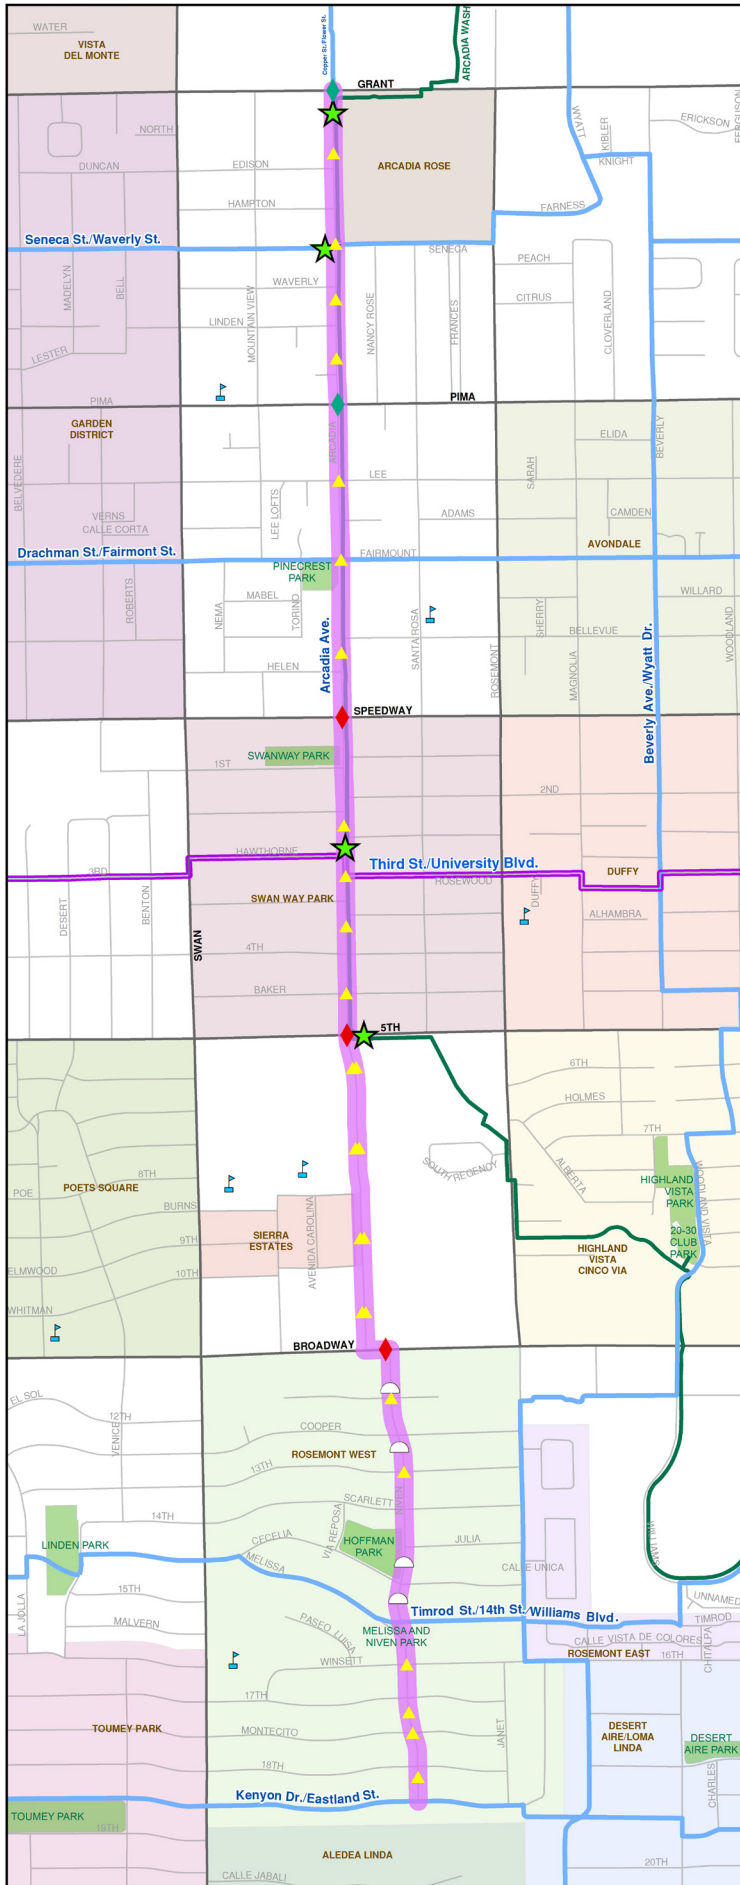 WATER
VISTA
DEL MONTE
Copper St./Flower St.
ARCADIA WASH
GRANT
WYATT
KIBLER
ERICKSON
FERGUSON
NORTH
DUNCAN
EDISON
ARCADIA ROSE
KNIGHT
HAMPTON
FARNESS
Seneca St./Waverly St.
SENECA
MADELYN
BELL
WAVERLY
PEACH
MOUNTAIN VIEW
LINDEN
NANCY ROSE
FRANCES
CITRUS
CLOVERLAND
LESTER
PIMA
PIMA
GARDEN
DISTRICT
ARCADIA
ELIDA
BEVERLY
BELVEDERE
LEE
SARAH
VERNS
CALLE CORTA
LEE LOFTS
ADAMS
CAMDEN
Drachman St./Fairmont St.
FAIRMOUNT
AVONDALE
PINECREST
PARK
ROBERTS
NEMA
MABEL
TORINO
SANTA ROSA
SHERRY
WILLARD
WOODLAND
BELLEVUE
HELEN
Arcadia Ave.
ROSEMONT
MAGNOLIA
Beverly Ave./Wyatt Dr.
SPEEDWAY
SWANWAY PARK
1ST
2ND
HAWTHORNE
Third St./University Blvd.
3RD
ROSEWOOD
DUFFY
DUFFY
DESERT
BENTON
SWAN WAY PARK
ALHAMBRA
SWAN
4TH
BAKER
5TH
6TH
HOLMES
7TH
8TH
SOUTH REGENCY
ALBERTA
POE
POETS SQUARE
HIGHLAND
VISTA
PARK
WOODLAND VISTA
BURNS
AVENIDA CAROLINA
9TH
SIERRA
ESTATES
20-30
CLUB
PARK
ELMWOOD
10TH
HIGHLAND
VISTA
CINCO VIA
WHITMAN
BROADWAY
EL SOL
12TH
VENICE
COOPER
ROSEMONT WEST
13TH
SCARLETT
NIVEN
14TH
VIA REPOSA
LINDEN PARK
CECELIA
HOFFMAN
PARK
JULIA
WILLIAMS
MELISSA
CALLE UNICA
15TH
LA JOLLA
UNNAMED
MALVERN
PASEO LUISA
Timrod St./14th St./Williams Blvd.
TIMROD
MELISSA AND
NIVEN PARK
CALLE VISTA DE COLORES
CHITALPA
WINSETT
ROSEMONT EAST
16TH
17TH
TOUMEY PARK
MONTECITO
JANET
DESERT
AIRE/LOMA
LINDA
DESERT
AIRE PARK
18TH
CHARLES
Kenyon Dr./Eastland St.
TOUMEY PARK
19TH
ALEDEA LINDA
20TH
CALLE JABALI